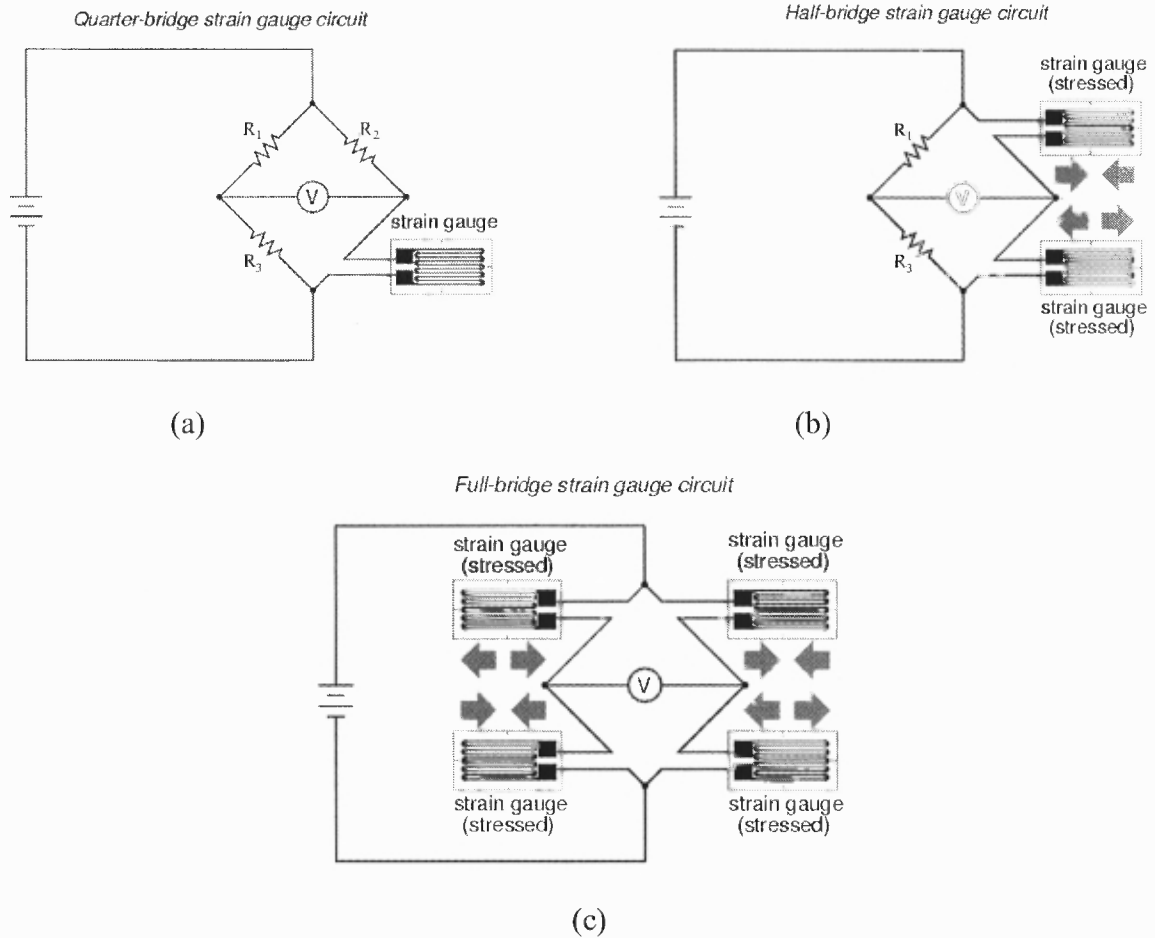 Quarter-bridge strain gauge circuit
R1
R2
V
strain gauge
R3
(a)
Half-bridge strain gauge circuit
strain gauge
(stressed)
R1
V
R3
strain gauge
(stressed)
(b)
Full-bridge strain gauge circuit
strain gauge
(stressed)
strain gauge
(stressed)
V
strain gauge
(stressed)
strain gauge
(stressed)
(c)